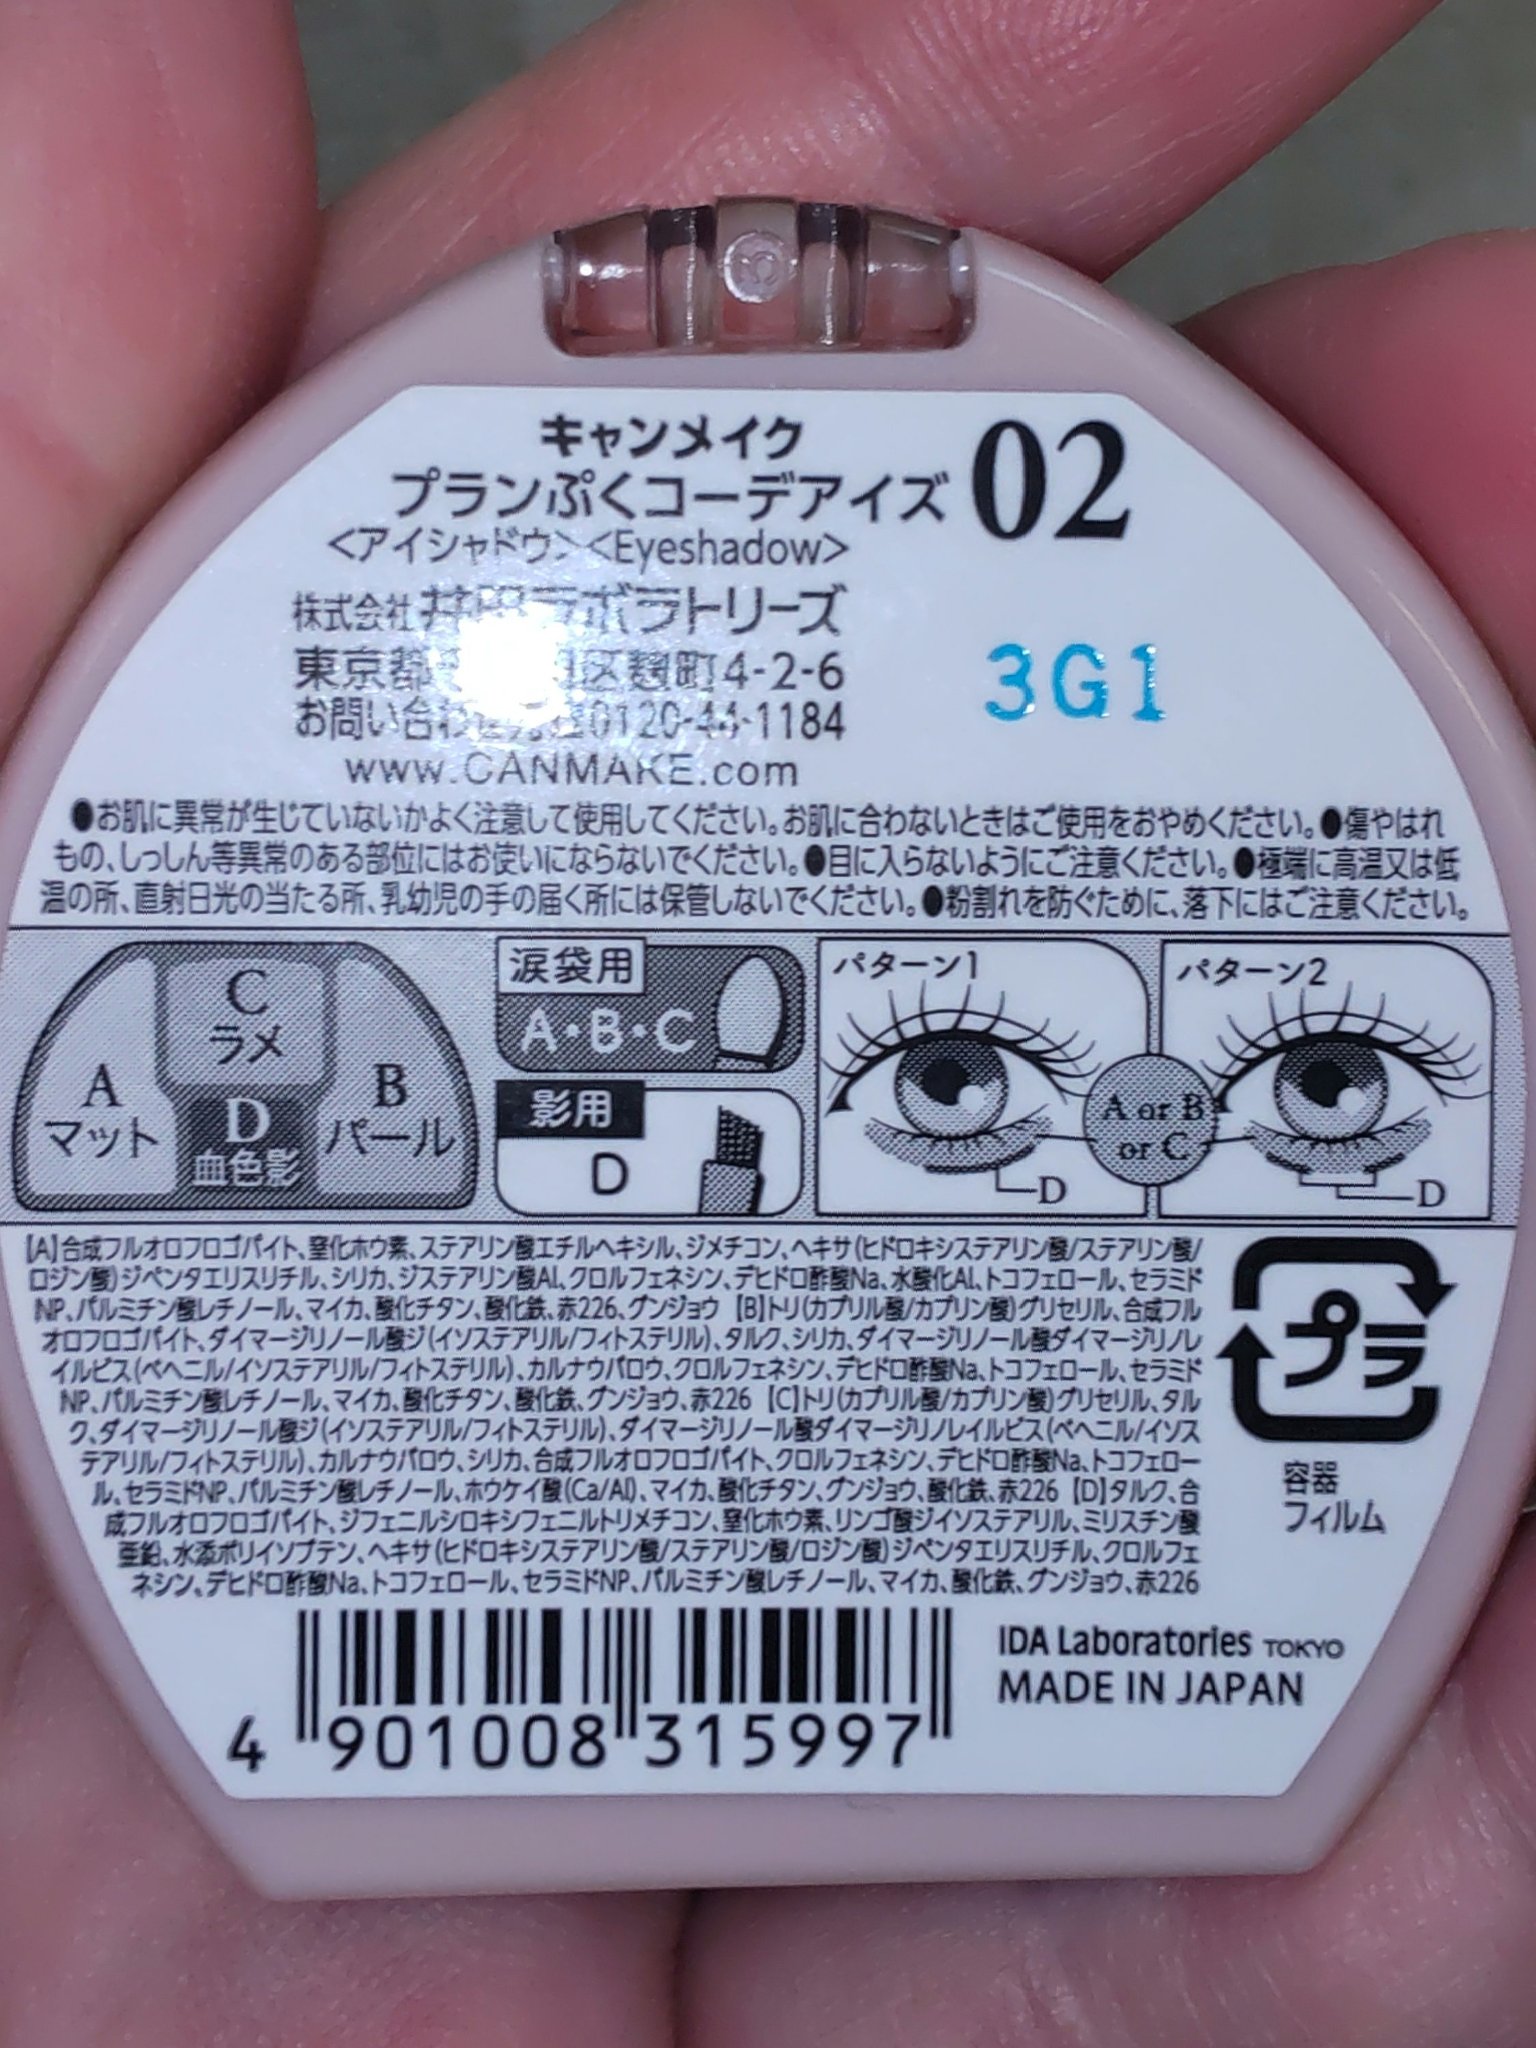 キャンメイク
プランぷくコーデアイズ 02
<アイシャドウ><Eyeshadow>
株式会社 ラボラトリーズ
東京都 区麹町4-2-6 3G1
お問い合わせ先 0120-44-1184
www.CANMAKE.com
●お肌に異常が生じていないかよく注意して使用してください。お肌に合わないときはご使用をおやめください。●傷やはれ
もの、しっしん等異常のある部位にはお使いにならないでください。●目に入らないようにご注意ください。●極端に高温又は低
温の所、直射日光の当たる所、乳幼児の手の届く所には保管しないでください。●粉割れを防ぐために、落下にはご注意ください。
A
マット
C
ラメ
D
血色影
B
パール
涙袋用
A・B・C
影用
D
パターン1
D
A or B
or C
パターン2
D
【A】合成フルオロフロゴパイト、窒化ホウ素、ステアリン酸エチルヘキシル、ジメチコン、ヘキサ(ヒドロキシステアリン酸/ステアリン酸/
ロジン酸)ジペンタエリスリチル、シリカ、ジステアリン酸Al、クロルフェネシン、デヒドロ酢酸Na、水酸化Al、トコフェロール、セラミド
NP、パルミチン酸レチノール、マイカ、酸化チタン、酸化鉄、赤226、グンジョウ 【B】トリ(カプリル酸/カプリン酸)グリセリル、合成フル
オロフロゴパイト、ダイマージリノール酸ジ(イソステアリル/フィトステリル)、タルク、シリカ、ダイマージリノール酸ダイマージリノレ
イルビス(ベヘニル/イソステアリル/フィトステリル)、カルナウバロウ、クロルフェネシン、デヒドロ酢酸Na、トコフェロール、セラミド
NP、パルミチン酸レチノール、マイカ、酸化チタン、酸化鉄、グンジョウ、赤226 【C】トリ(カプリル酸/カプリン酸)グリセリル、タル
ク、ダイマージリノール酸ジ(イソステアリル/フィトステリル)、ダイマージリノール酸ダイマージリノレイルビス(ベヘニル/イソス
テアリル/フィトステリル)、カルナウバロウ、シリカ、合成フルオロフロゴパイト、クロルフェネシン、デヒドロ酢酸Na、トコフェロー
ル、セラミドNP、パルミチン酸レチノール、ホウケイ酸(Ca/Al)、マイカ、酸化チタン、グンジョウ、酸化鉄、赤226 【D】タルク、合
成フルオロフロゴパイト、ジフェニルシロキシフェニルトリメチコン、窒化ホウ素、リンゴ酸ジイソステアリル、ミリスチン酸
亜鉛、水添ポリイソブテン、ヘキサ(ヒドロキシステアリン酸/ステアリン酸/ロジン酸)ジペンタエリスリチル、クロルフェ
ネシン、デヒドロ酢酸Na、トコフェロール、セラミドNP、パルミチン酸レチノール、マイカ、酸化鉄、グンジョウ、赤226
プラ
容器
フィルム
4 901008 315997
IDA Laboratories TOKYO
MADE IN JAPAN